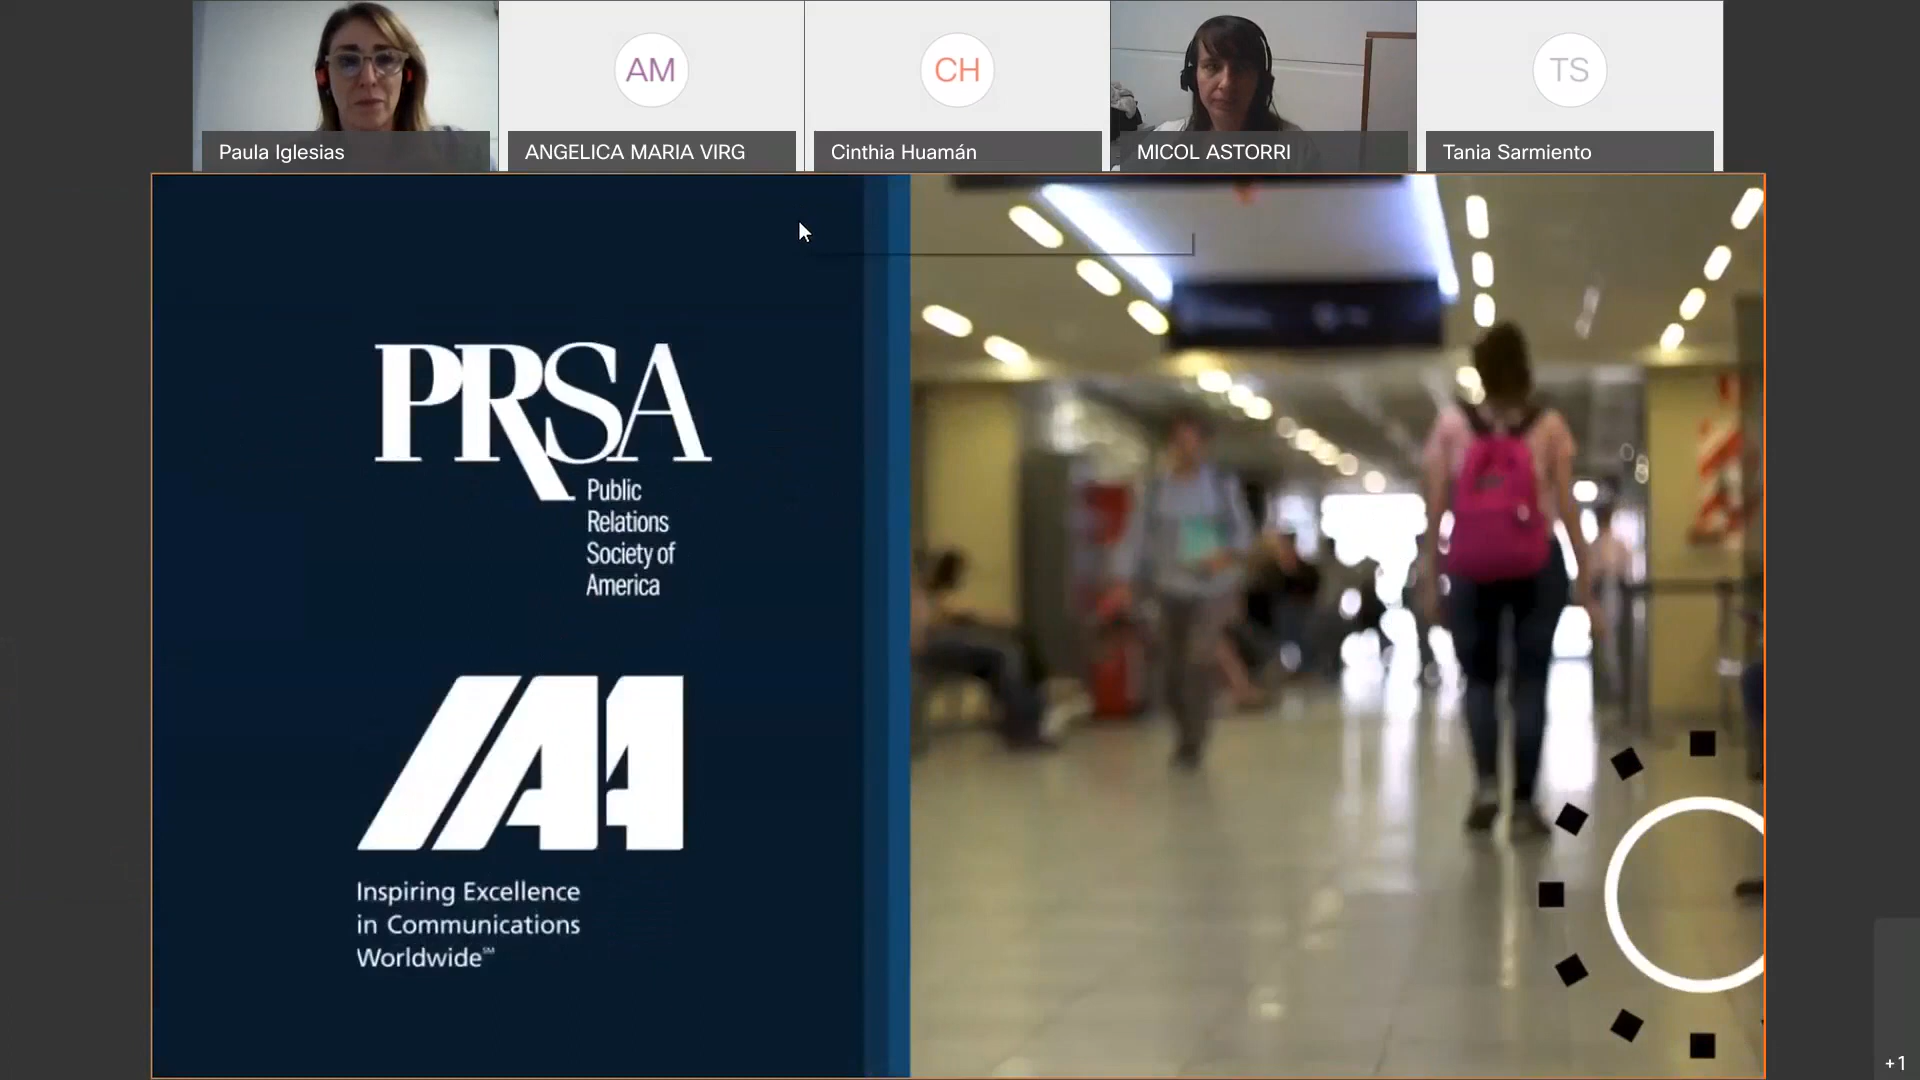 AM
CH
TS
Paula Iglesias
ANGELICA MARIA VIRG
Cinthia Huamán
MICOL ASTORRI
Tania Sarmiento
PRSA
Public
Relations
Society of
America
IAA
Inspiring Excellence
in Communications
Worldwide℠
+1